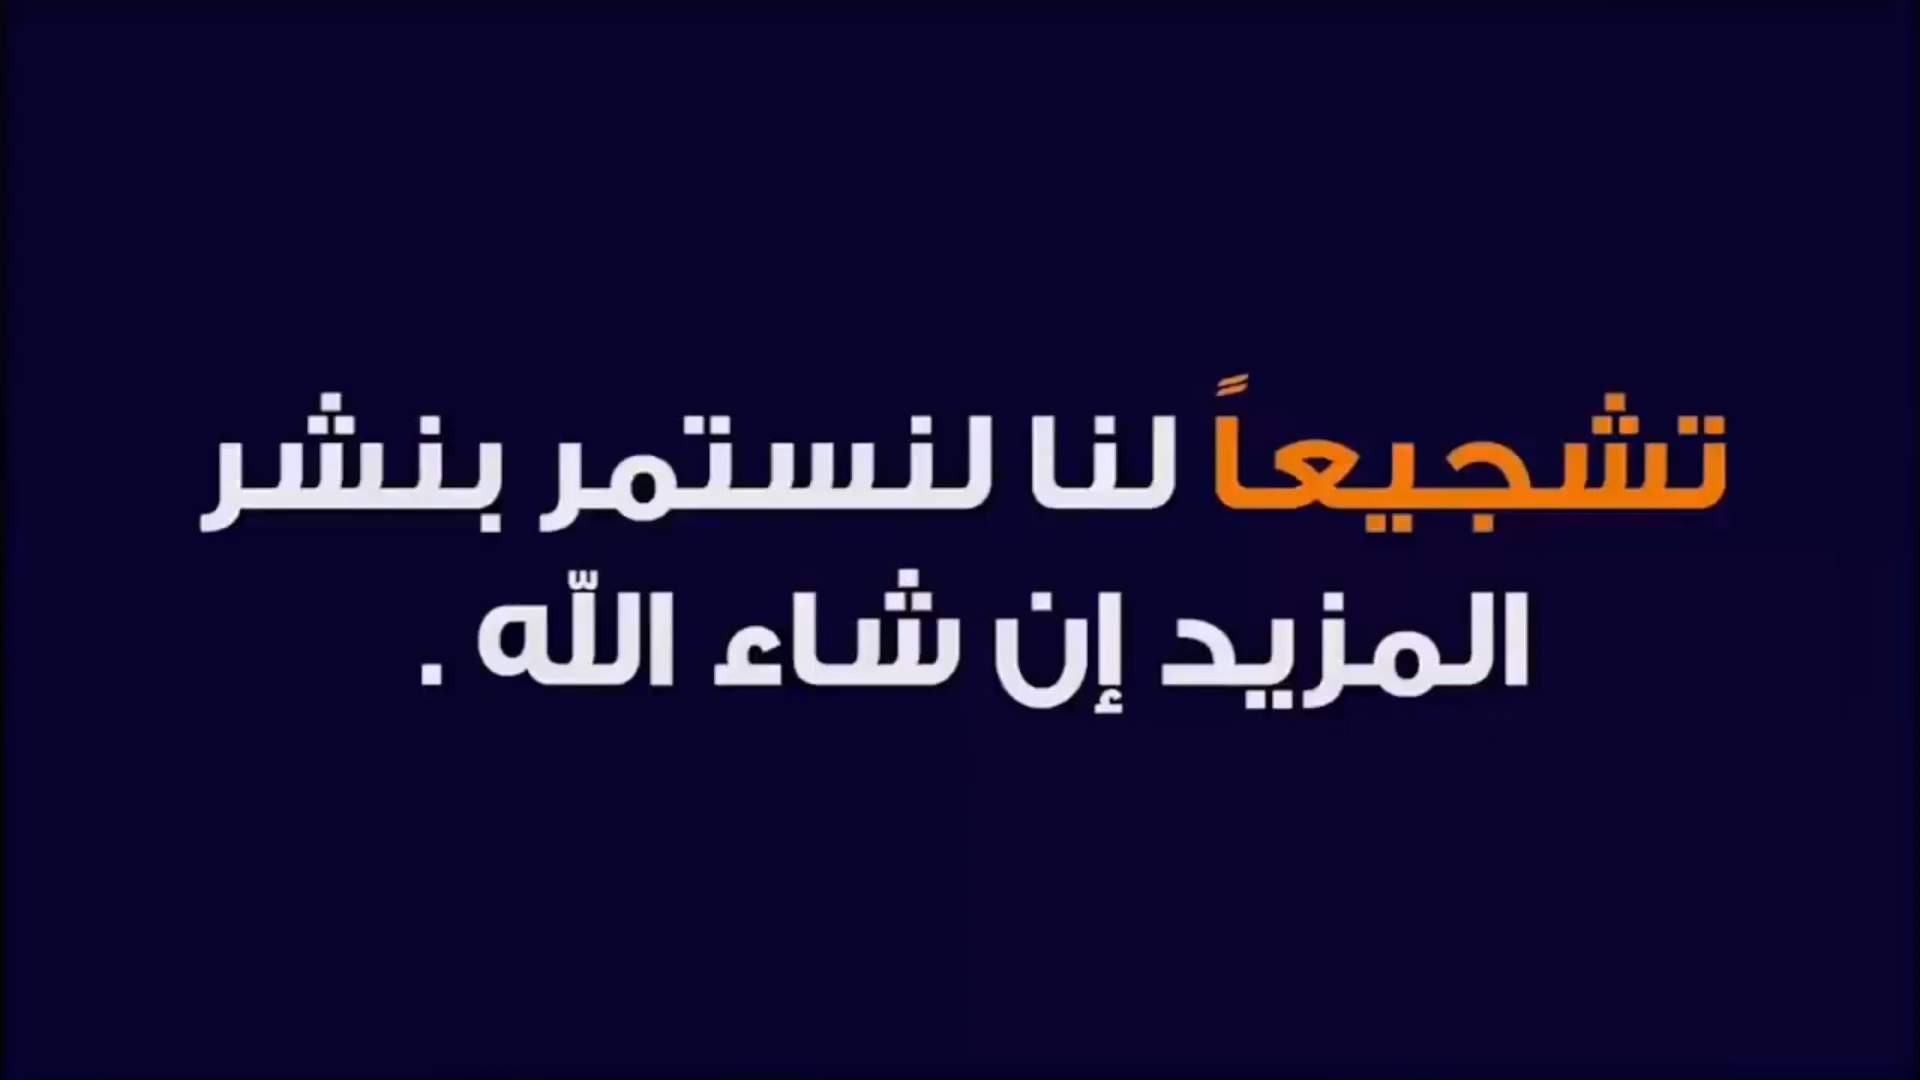 تشجيعاً لنا لنستمر بنشر
المزيد إن شاء اللّه .